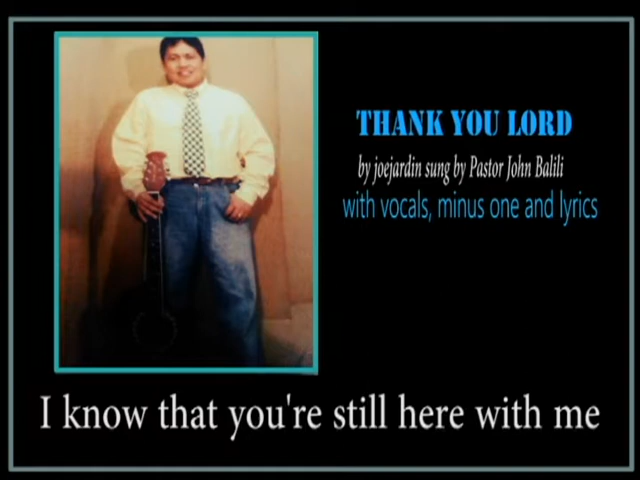 THANK YOU LORD
by joejardin sung by Pastor John Balili
with vocals, minus one and lyrics
I know that you're still here with me